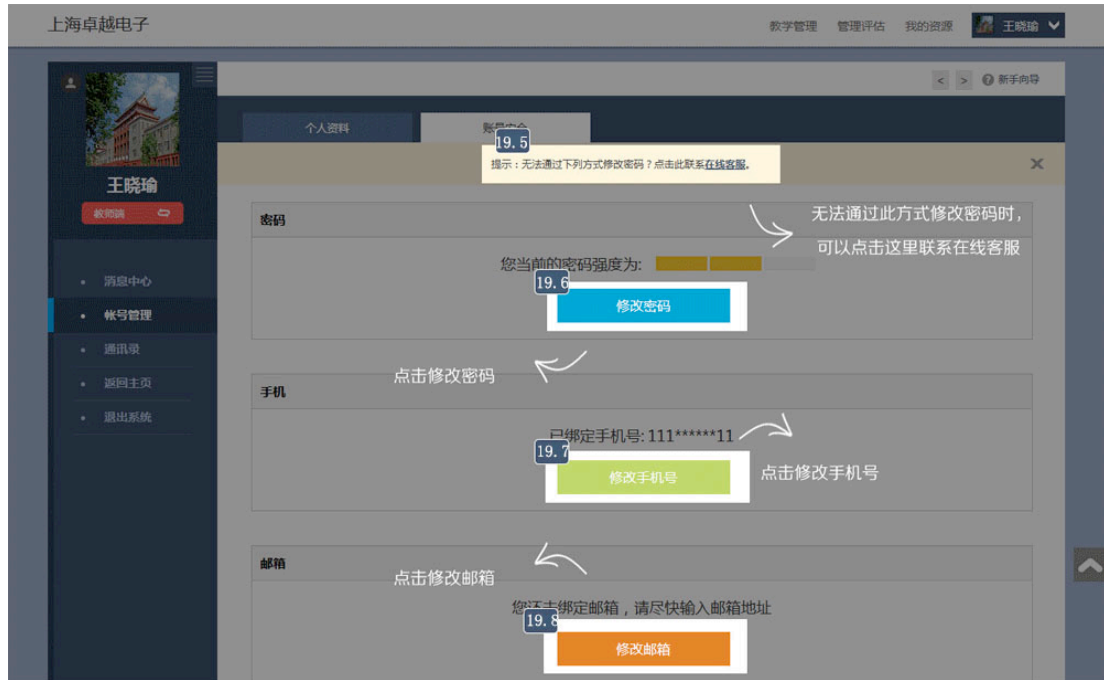 上海卓越电子
教学管理 管理评估 我的资源 王晓瑜
< > 新手向导
王晓瑜
教师端
消息中心
帐号管理
通讯录
返回主页
退出系统
个人资料
19.5
提示：无法通过下列方式修改密码？点击此联系在线客服。
无法通过此方式修改密码时，
可以点击这里联系在线客服
密码
您当前的密码强度为:
19.6
修改密码
点击修改密码
手机
已绑定手机号: 111******11
19.7
修改手机号
点击修改手机号
邮箱
点击修改邮箱
您还未绑定邮箱，请尽快输入邮箱地址
19.8
修改邮箱